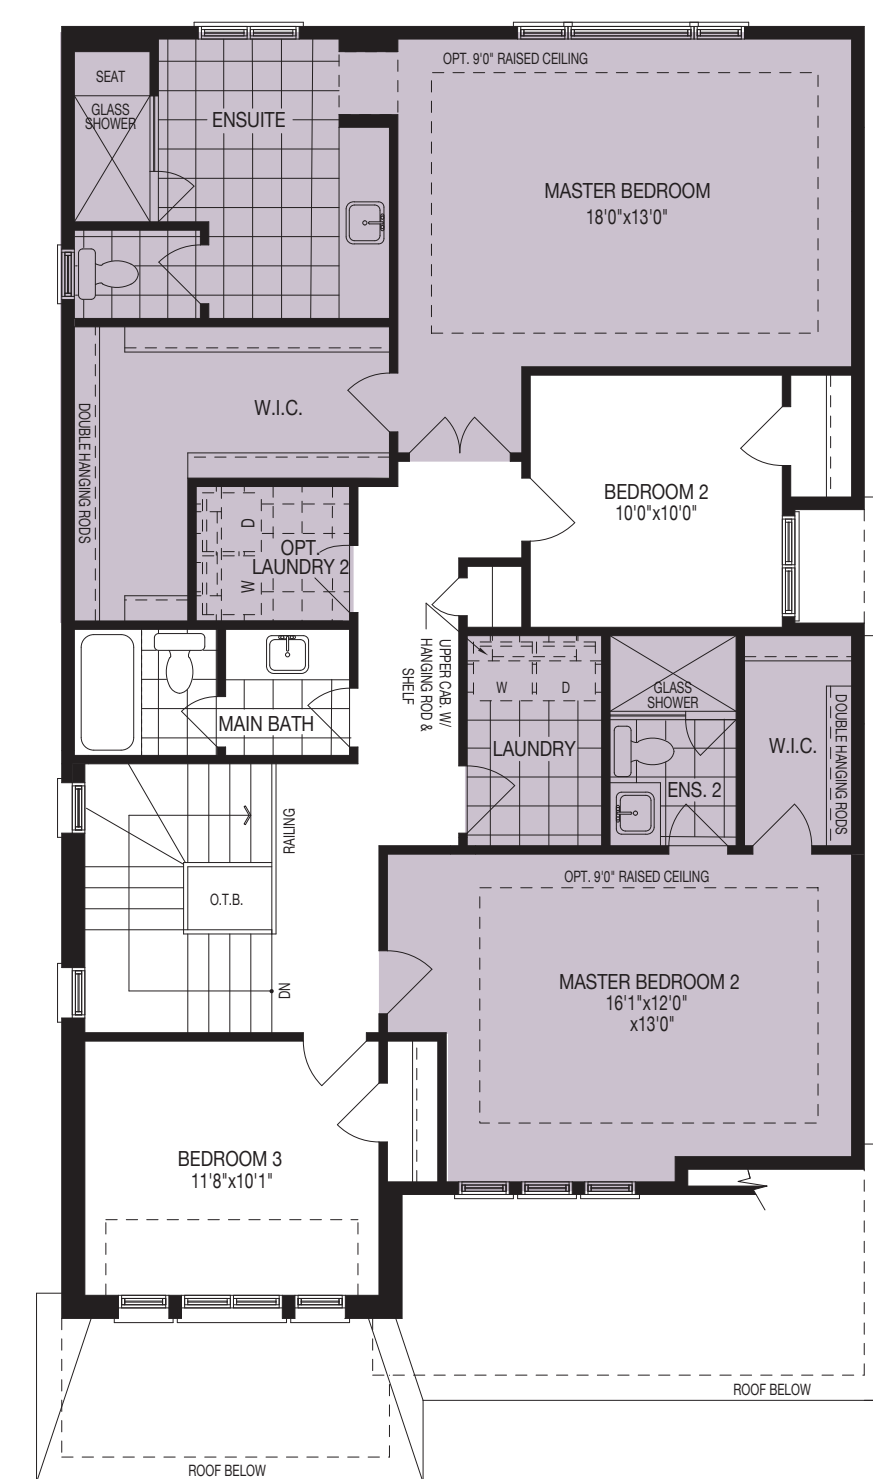 OPT. 9'0" RAISED CEILING
SEAT
GLASS
SHOWER
ENSUITE
MASTER BEDROOM
18'0"x13'0"
W.I.C.
DOUBLE HANGING RODS
BEDROOM 2
10'0"x10'0"
D
W
OPT.
LAUNDRY 2
UPPER CAB. W/
HANGING ROD &
SHELF
MAIN BATH
W
D
LAUNDRY
GLASS
SHOWER
ENS. 2
W.I.C.
DOUBLE HANGING RODS
RAILING
O.T.B.
DN
OPT. 9'0" RAISED CEILING
MASTER BEDROOM 2
16'1"x12'0"
x13'0"
BEDROOM 3
11'8"x10'1"
ROOF BELOW
ROOF BELOW